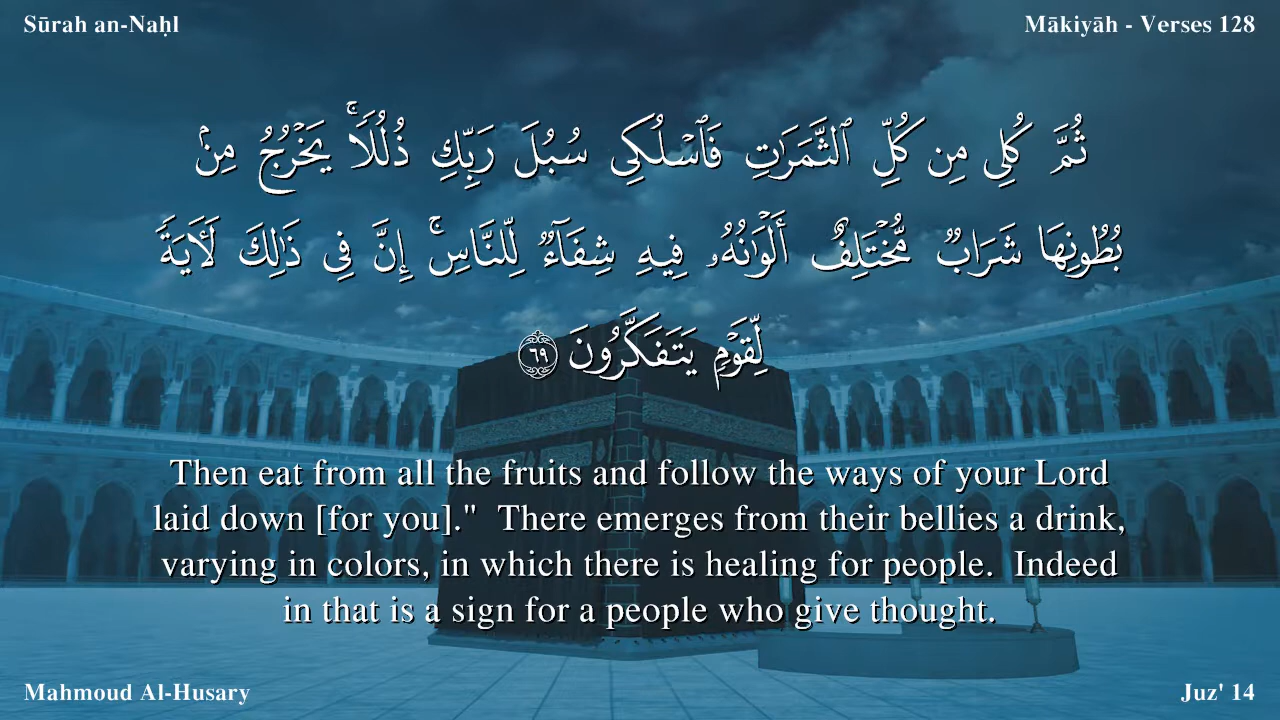 Sūrah an-Naḥl
Mākiyāh - Verses 128
ثُمَّ كُلِى مِن كُلِّ ٱلثَّمَرَٰتِ فَٱسْلُكِى سُبُلَ رَبِّكِ ذُلُلًا ۚ يَخْرُجُ مِنۢ
بُطُونِهَا شَرَابٌ مُّخْتَلِفٌ أَلْوَٰنُهُۥ فِيهِ شِفَآءٌ لِّلنَّاسِ ۗ إِنَّ فِى ذَٰلِكَ لَـَٔايَةً
لِّقَوْمٍ يَتَفَكَّرُونَ ٦٩
Then eat from all the fruits and follow the ways of your Lord
laid down [for you]." There emerges from their bellies a drink,
varying in colors, in which there is healing for people. Indeed
in that is a sign for a people who give thought.
Mahmoud Al-Husary
Juz' 14